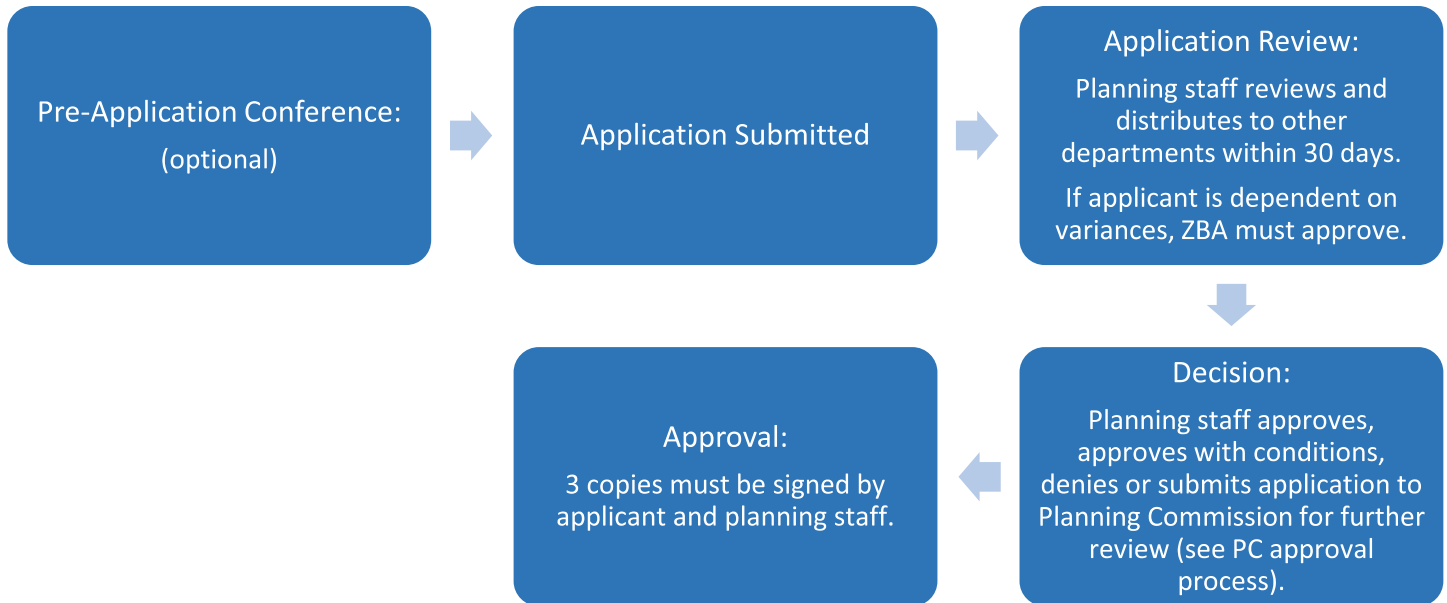 Pre-Application Conference:
(optional)
Application Submitted
Application Review:
Planning staff reviews and
distributes to other
departments within 30 days.
If applicant is dependent on
variances, ZBA must approve.
Decision:
Planning staff approves,
approves with conditions,
denies or submits application to
Planning Commission for further
review (see PC approval
process).
Approval:
3 copies must be signed by
applicant and planning staff.